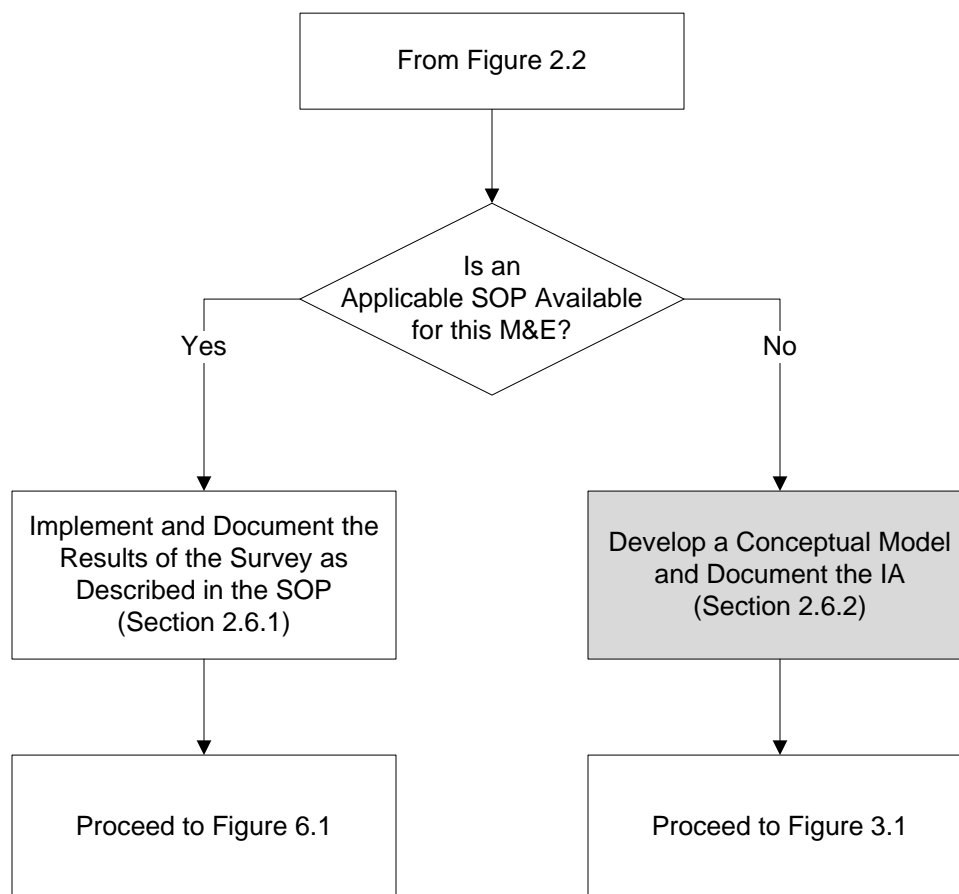 From Figure 2.2
Is an
Applicable SOP Available
for this M&E?
Yes
No
Implement and Document the
Results of the Survey as
Described in the SOP
(Section 2.6.1)
Develop a Conceptual Model
and Document the IA
(Section 2.6.2)
Proceed to Figure 6.1
Proceed to Figure 3.1